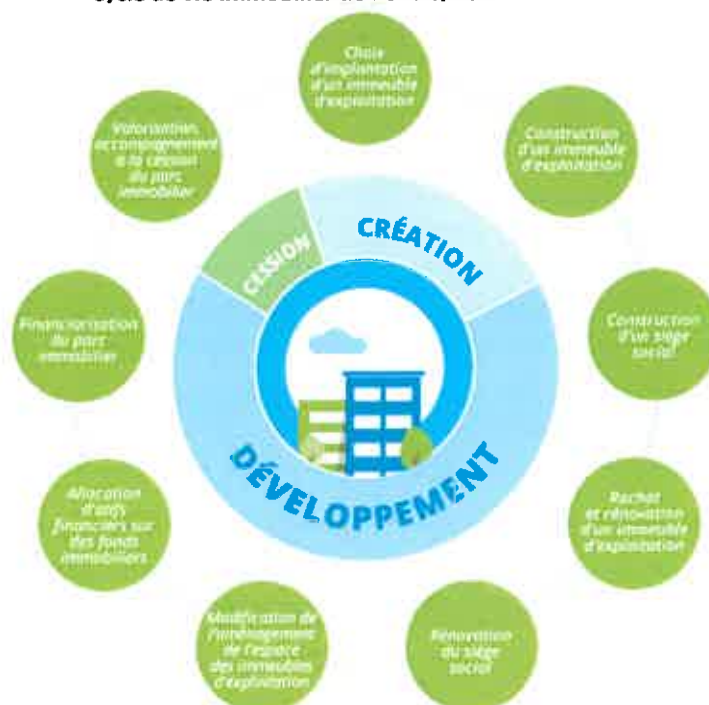 Choix
d'implantation
d'un immeuble
d'exploitation
Construction
d'un immeuble
d'exploitation
Construction
d'un siège
social
Rachat
et rénovation
d'un immeuble
d'exploitation
Rénovation
du siège
social
Modification de
l'aménagement
de l'espace
des immeubles
d'exploitation
Allocation
d'actifs
financiers sur
des fonds
immobiliers
Financiarisation
du parc
immobilier
Valorisation,
accompagnement
à la cession
du parc
immobilier
CESSION
CRÉATION
DÉVELOPPEMENT